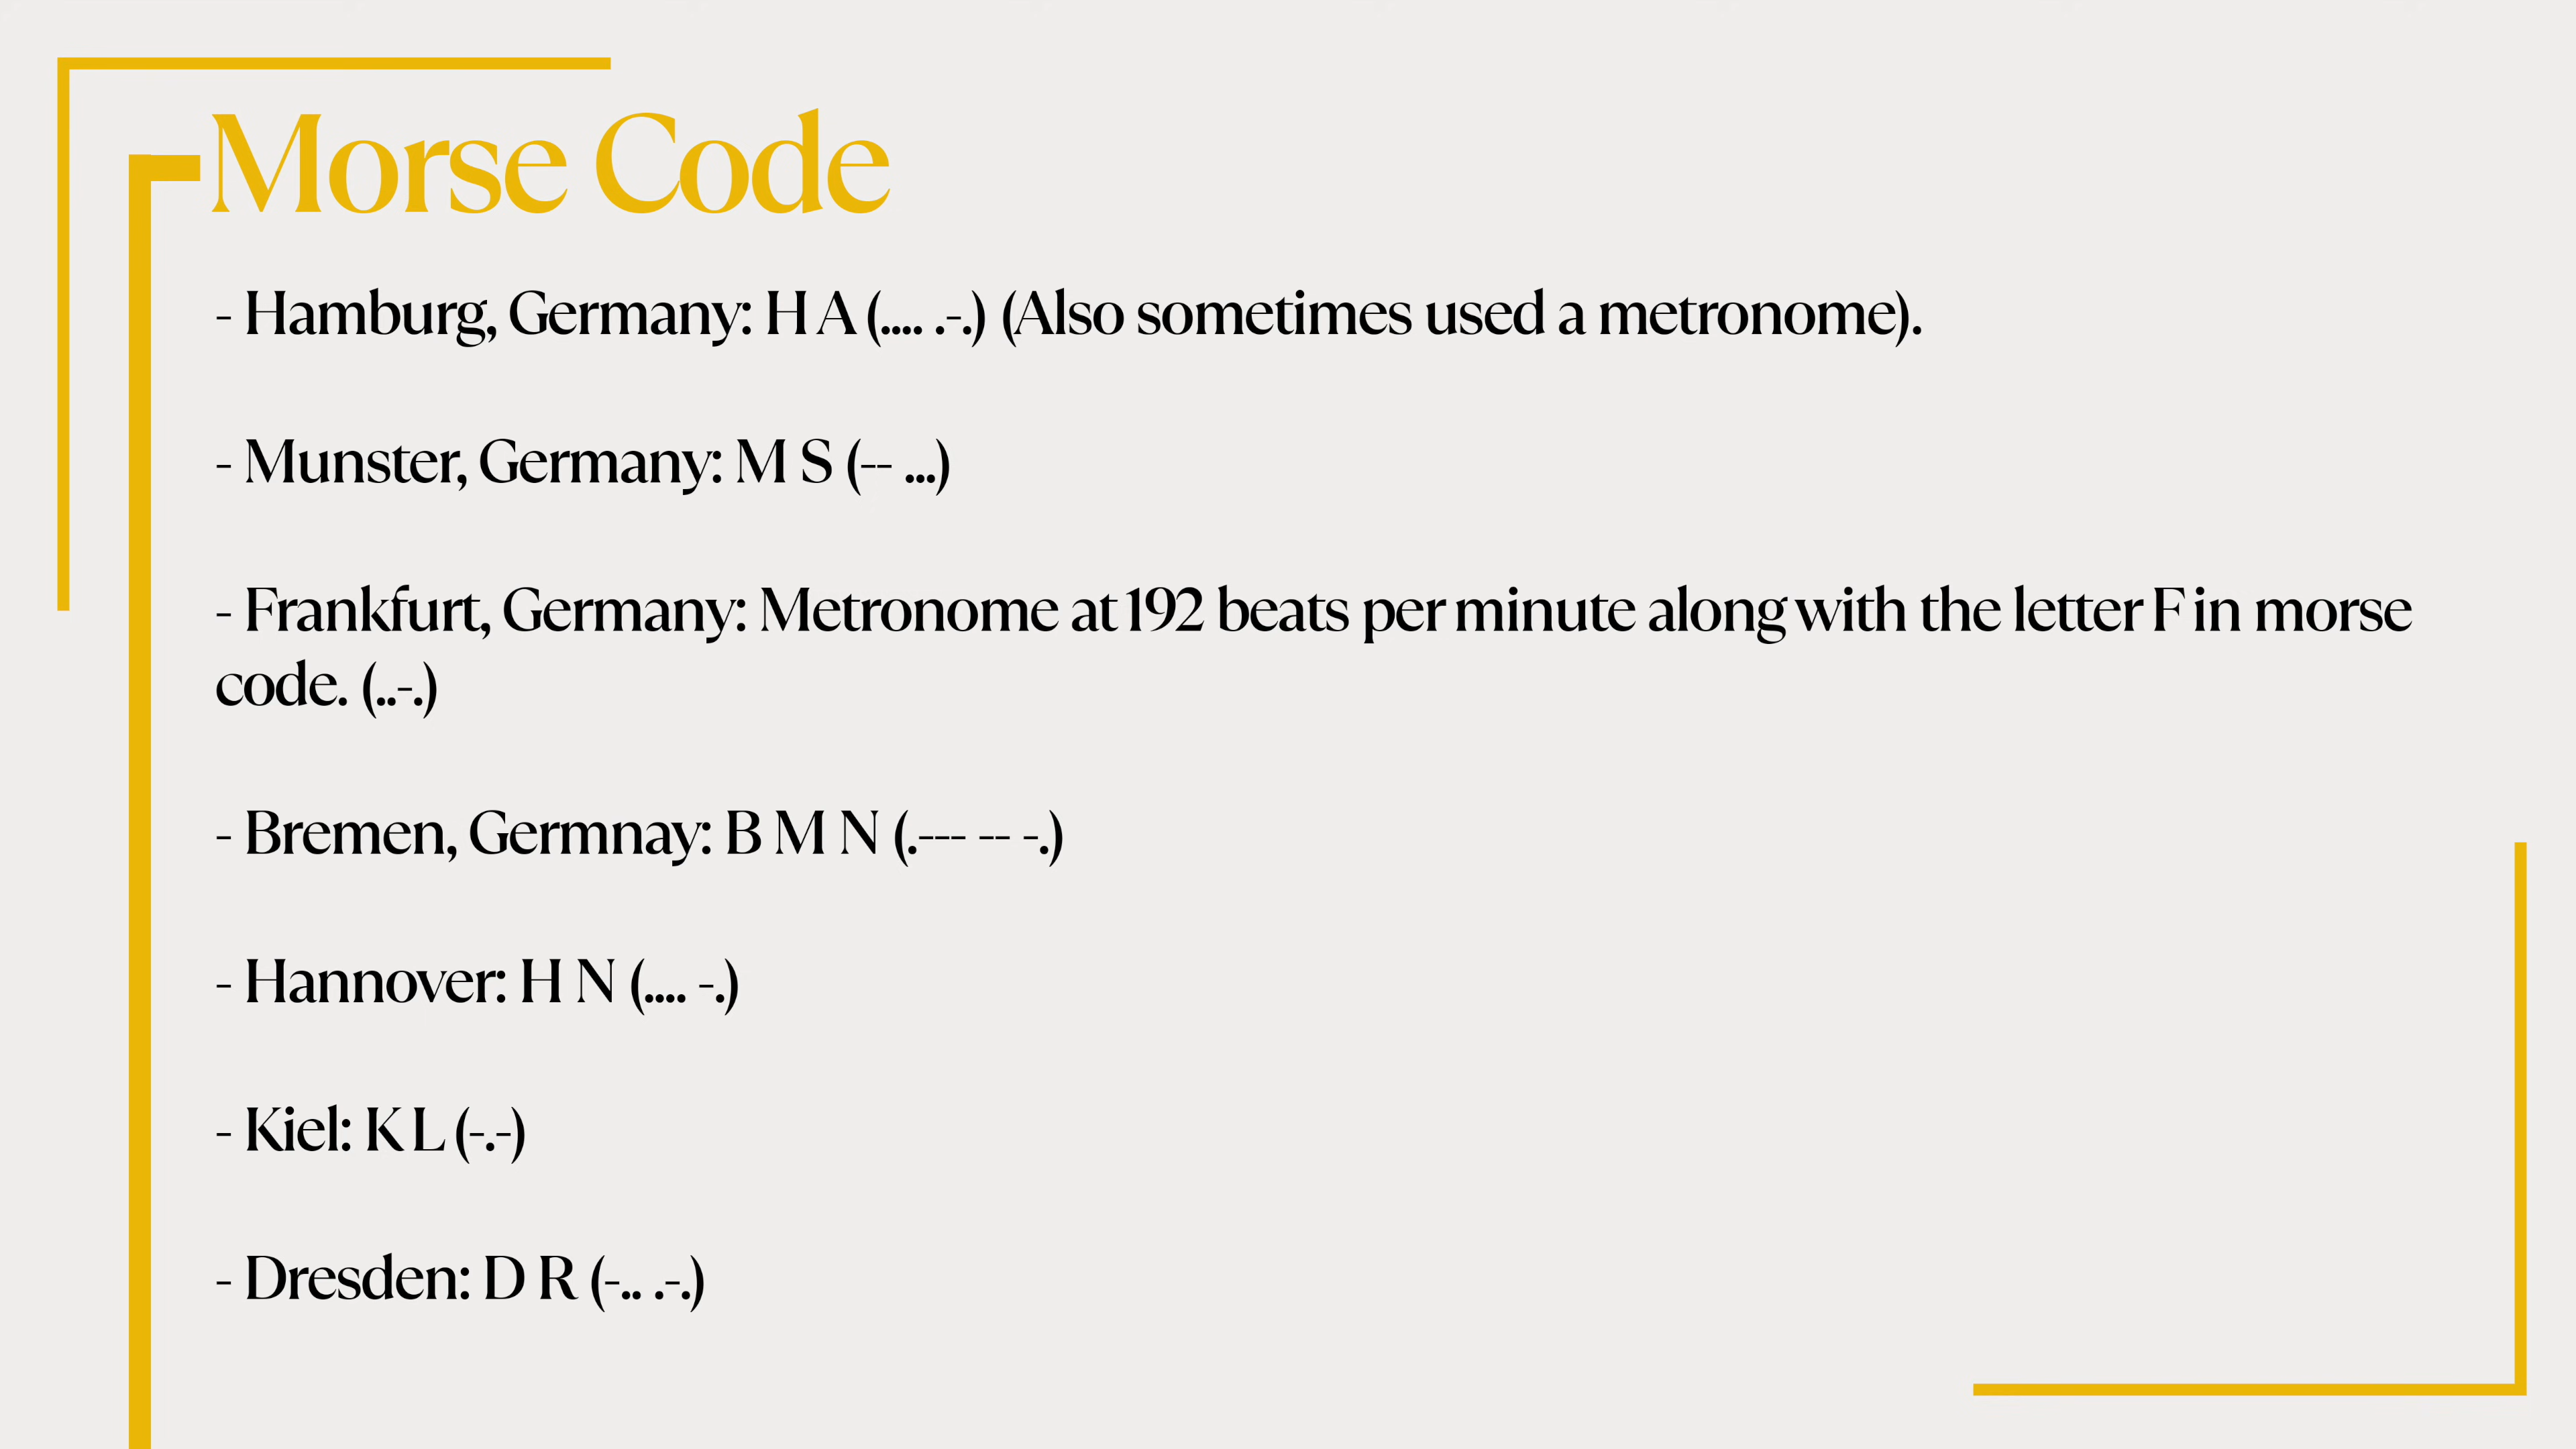 Morse Code
- Hamburg, Germany: H A (.... .-.) (Also sometimes used a metronome).
- Munster, Germany: M S (-- ...)
- Frankfurt, Germany: Metronome at 192 beats per minute along with the letter F in morse
code. (..-.)
- Bremen, Germnay: B M N (.--- -- -.)
- Hannover: H N (.... -.)
- Kiel: K L (-.-)
- Dresden: D R (-.. .-.)